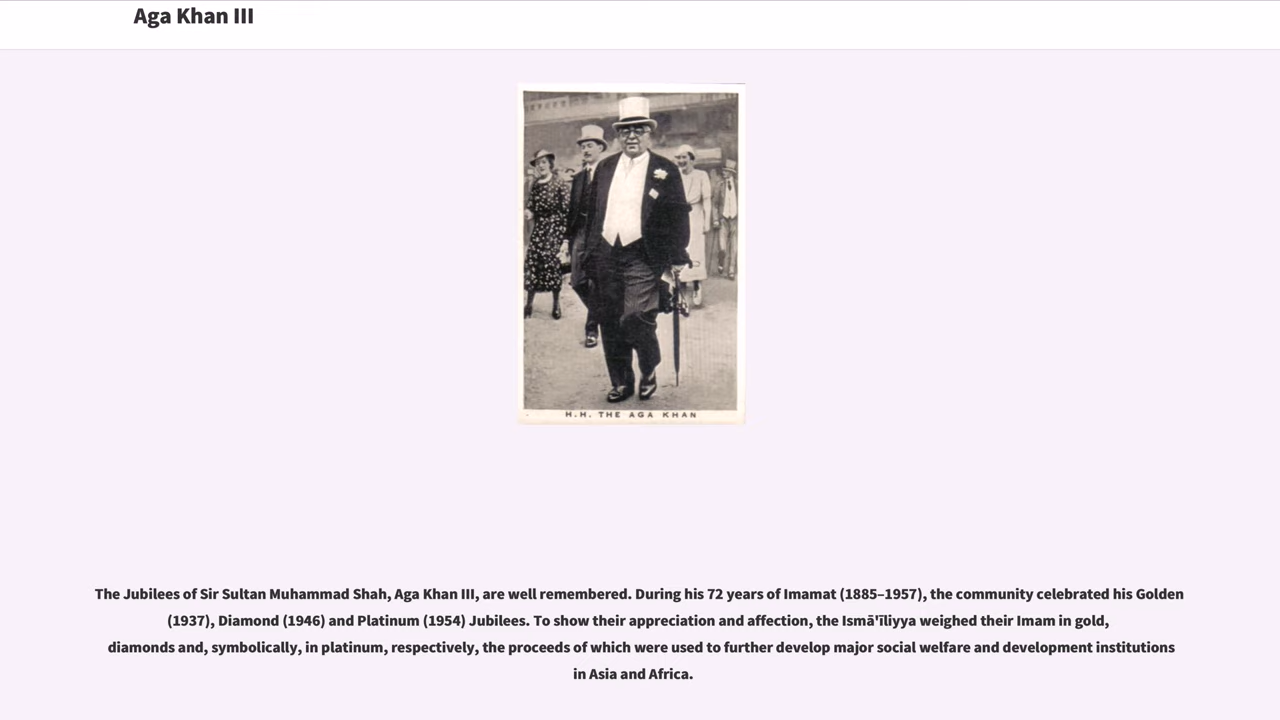 Aga Khan III
H.H. THE AGA KHAN
The Jubilees of Sir Sultan Muhammad Shah, Aga Khan III, are well remembered. During his 72 years of Imamat (1885–1957), the community celebrated his Golden
(1937), Diamond (1946) and Platinum (1954) Jubilees. To show their appreciation and affection, the Ismā'īliyya weighed their Imam in gold,
diamonds and, symbolically, in platinum, respectively, the proceeds of which were used to further develop major social welfare and development institutions
in Asia and Africa.